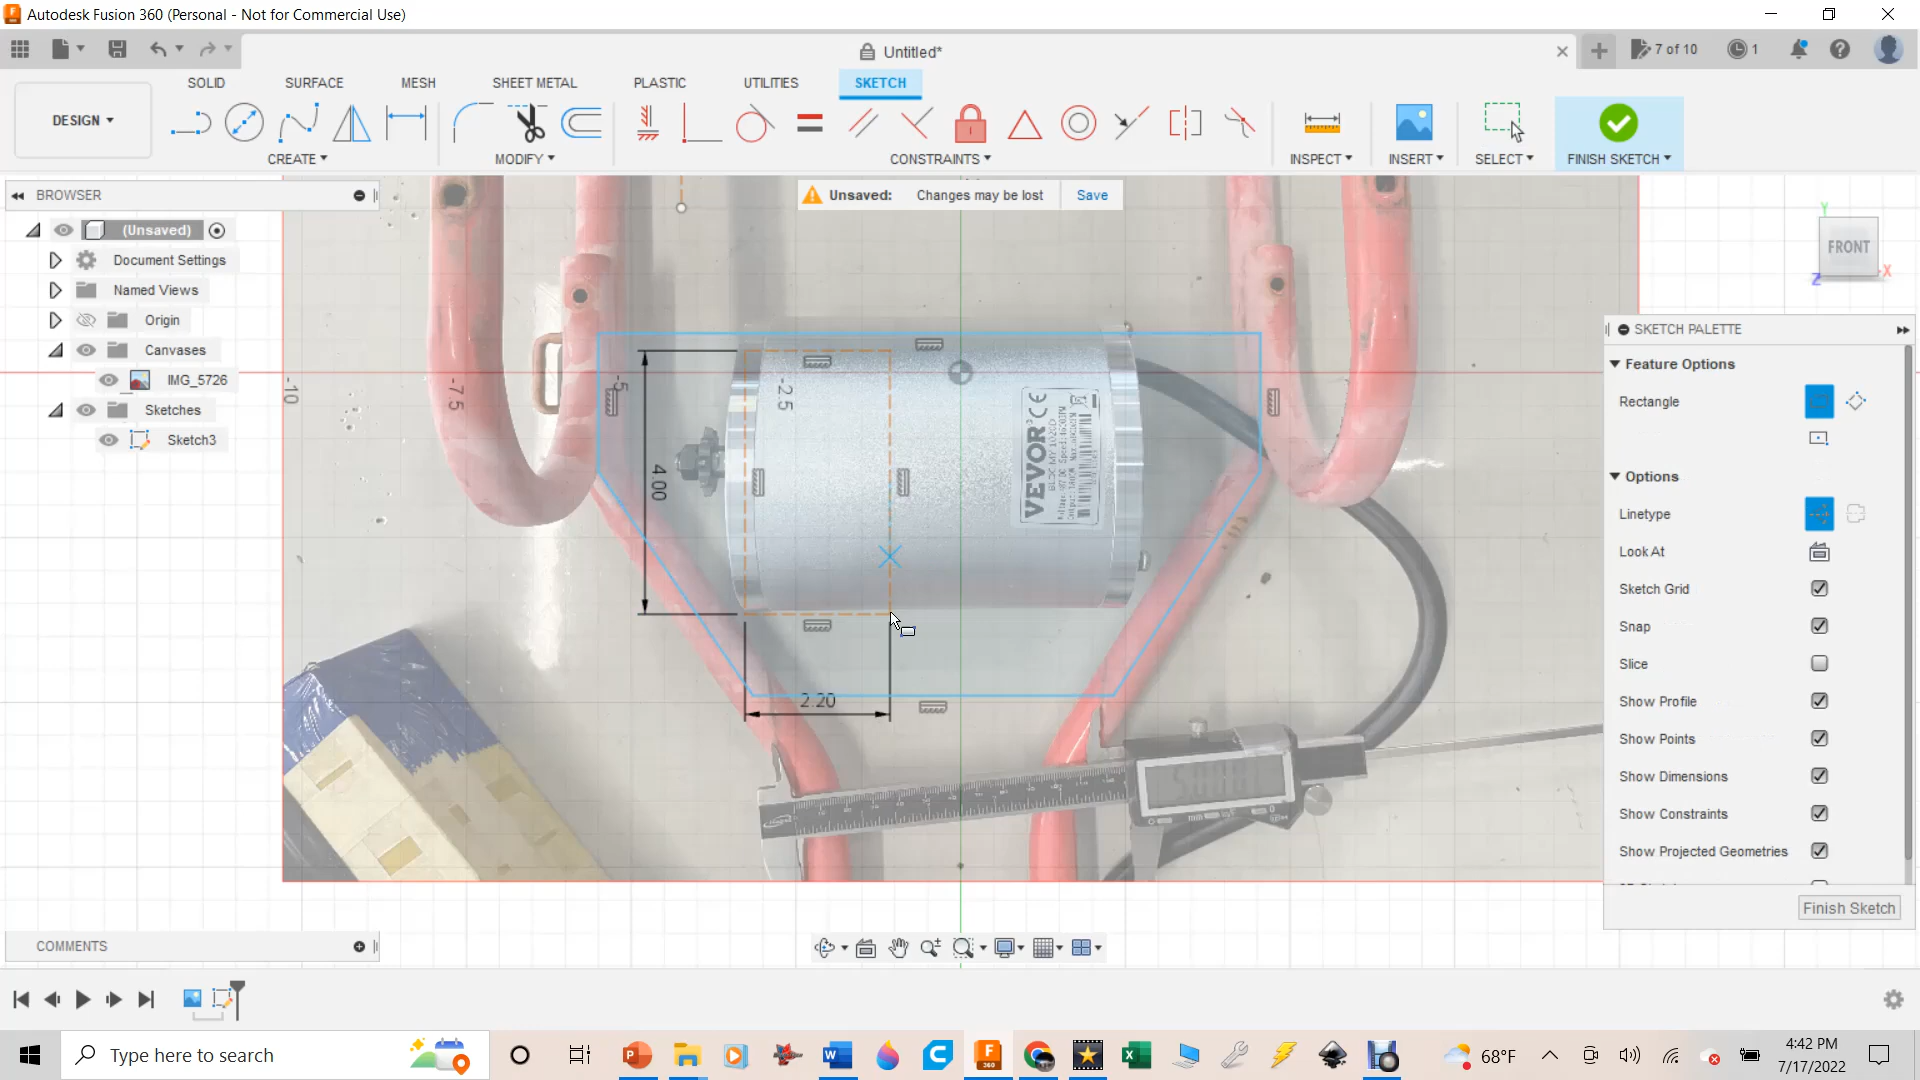 Autodesk Fusion 360 (Personal - Not for Commercial Use)
Untitled*
7 of 10
1
SOLID
SURFACE
MESH
SHEET METAL
PLASTIC
UTILITIES
SKETCH
DESIGN
CREATE
MODIFY
CONSTRAINTS
INSPECT
INSERT
SELECT
FINISH SKETCH
BROWSER
Unsaved: Changes may be lost Save
(Unsaved)
Document Settings
Named Views
Origin
Canvases
IMG_5726
Sketches
Sketch3
FRONT
Y
X
Z
-10
-7.5
-5
-2.5
4.00
2.20
VEVOR CE
SKETCH PALETTE
Feature Options
Rectangle
Options
Linetype
Look At
Sketch Grid
Snap
Slice
Show Profile
Show Points
Show Dimensions
Show Constraints
Show Projected Geometries
Finish Sketch
COMMENTS
Type here to search
68°F
4:42 PM
7/17/2022